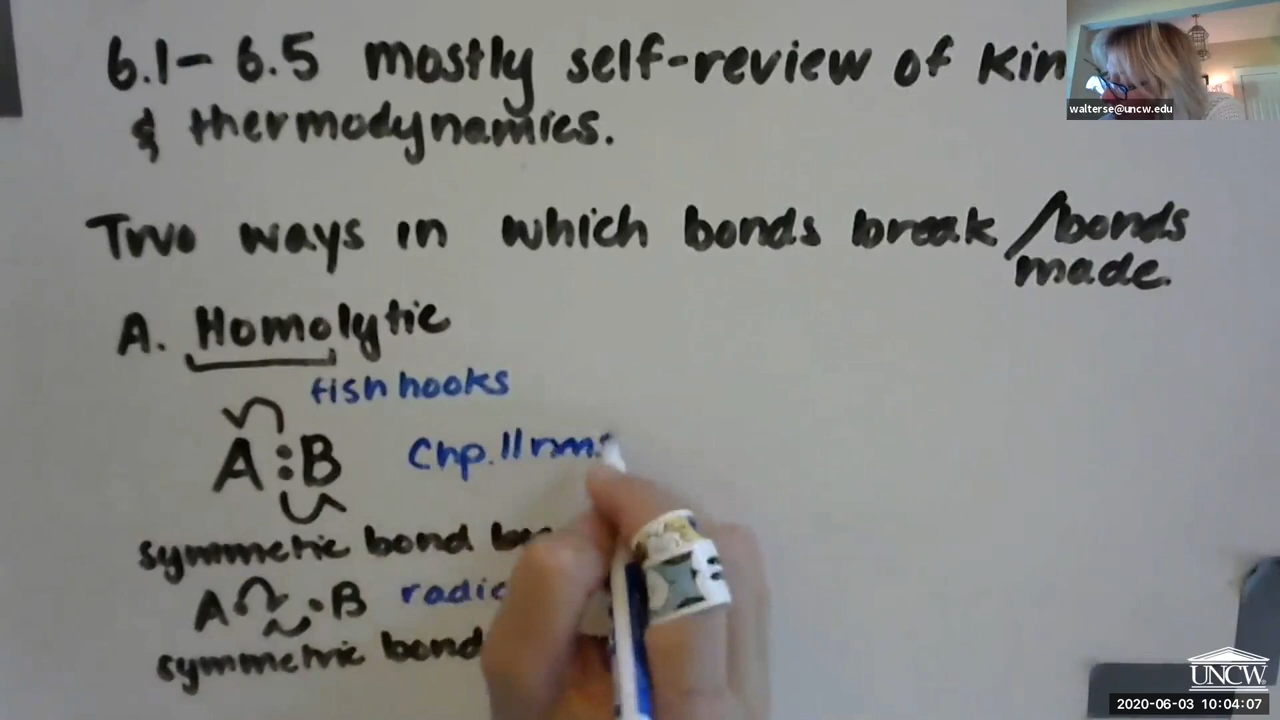 6.1- 6.5 mostly self-review of kin
& thermodynamics.
Two ways in which bonds break /bonds
made.
A. Homolytic
fish hooks
A:B Chp. 11 rxns
symmetric bond
A · B radic
symmetric bond
walterse@uncw.edu
UNCW
2020-06-03 10:04:07